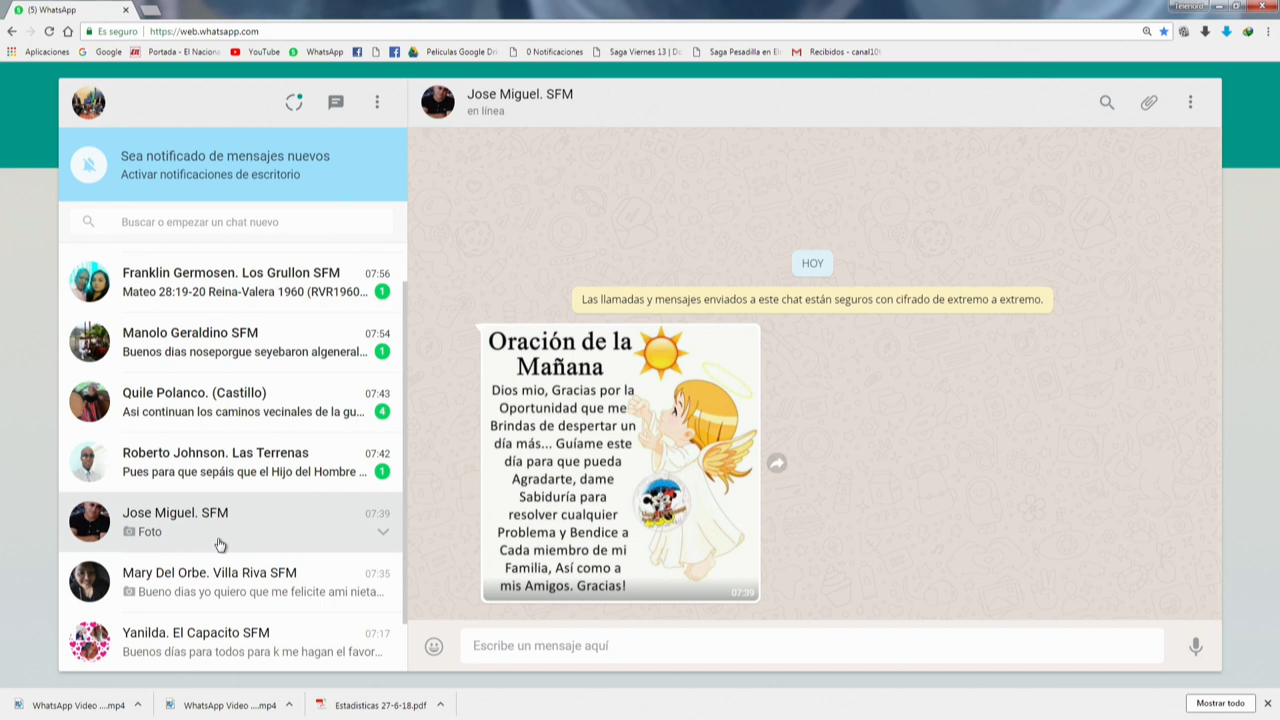 (5) WhatsApp
Telenord
Es seguro | https://web.whatsapp.com
Aplicaciones
Google
Portada - El Naciona
YouTube
WhatsApp
Peliculas Google Dri
0 Notificaciones
Saga Viernes 13 | Do
Saga Pesadilla en El
Recibidos - canal10
Jose Miguel. SFM
en línea
Sea notificado de mensajes nuevos
Activar notificaciones de escritorio
Buscar o empezar un chat nuevo
Franklin Germosen. Los Grullon SFM 07:56
Mateo 28:19-20 Reina-Valera 1960 (RVR1960... 1
Manolo Geraldino SFM 07:54
Buenos dias noseporgue seyebaron algeneral... 1
Quile Polanco. (Castillo) 07:43
Asi continuan los caminos vecinales de la gu... 4
Roberto Johnson. Las Terrenas 07:42
Pues para que sepáis que el Hijo del Hombre ... 1
Jose Miguel. SFM 07:39
Foto
Mary Del Orbe. Villa Riva SFM 07:35
Bueno dias yo quiero que me felicite ami nieta...
Yanilda. El Capacito SFM 07:17
Buenos días para todos para k me hagan el favor...
HOY
Las llamadas y mensajes enviados a este chat están seguros con cifrado de extremo a extremo.
Oración de la
Mañana
Dios mio, Gracias por la
Oportunidad que me
Brindas de despertar un
día más... Guíame este
día para que pueda
Agradarte, dame
Sabiduría para
resolver cualquier
Problema y Bendice a
Cada miembro de mi
Familia, Así como a
mis Amigos. Gracias!
07:39
Escribe un mensaje aquí
WhatsApp Video ....mp4
WhatsApp Video ....mp4
Estadisticas 27-6-18.pdf
Mostrar todo